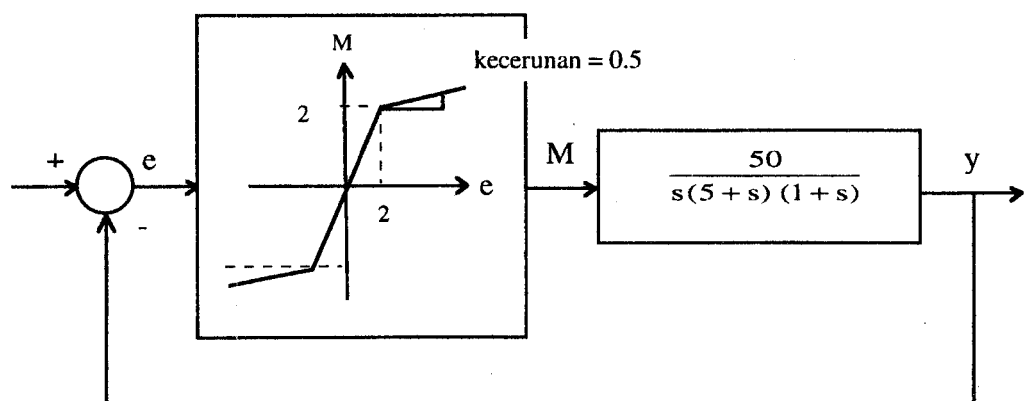 M
kecerunan = 0.5
2
+
e
e
2
-
M
50
s(5 + s) (1 + s)
y